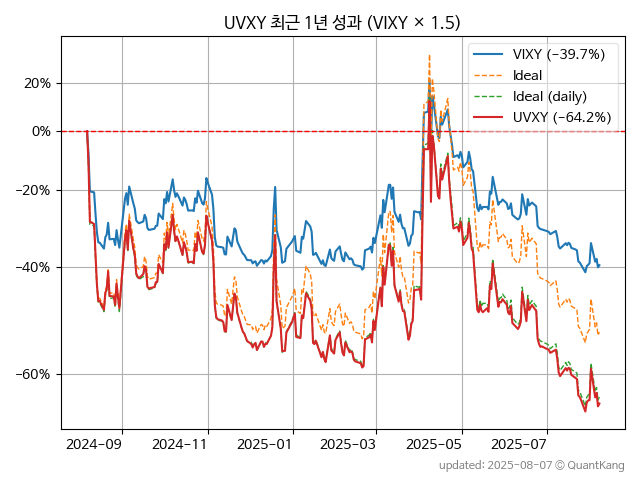 UVXY 최근 1년 성과 (VIXY × 1.5)
VIXY (−39.7%)
Ideal
Ideal (daily)
UVXY (−64.2%)
20%
0%
−20%
−40%
−60%
2024-09
2024-11
2025-01
2025-03
2025-05
2025-07
updated: 2025-08-07 © QuantKang